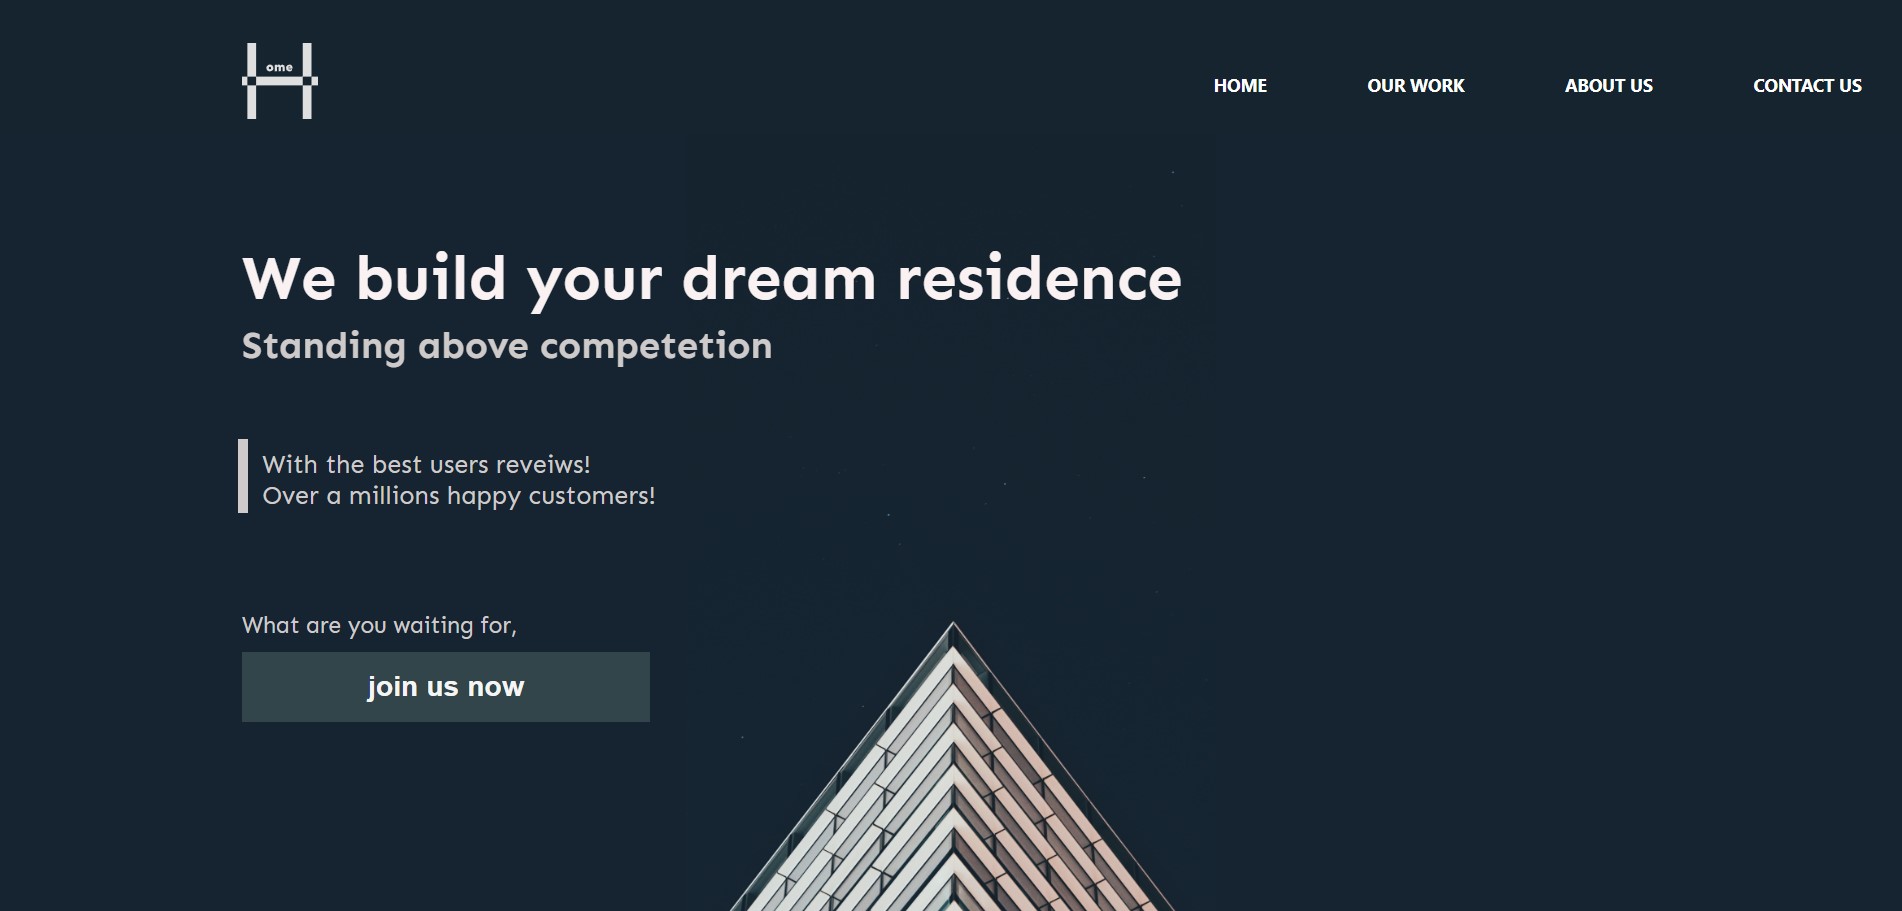 Home
HOME OUR WORK ABOUT US CONTACT US
We build your dream residence
Standing above competetion
With the best users reveiws!
Over a millions happy customers!
What are you waiting for,
join us now